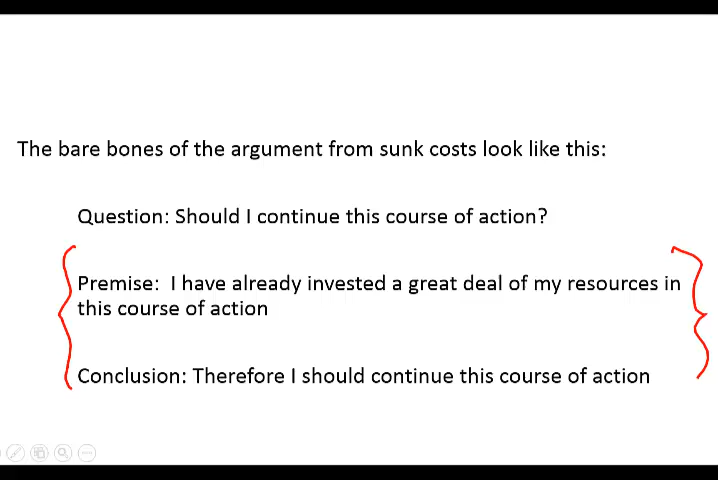 The bare bones of the argument from sunk costs look like this:
Question: Should I continue this course of action?
Premise: I have already invested a great deal of my resources in
this course of action
Conclusion: Therefore I should continue this course of action